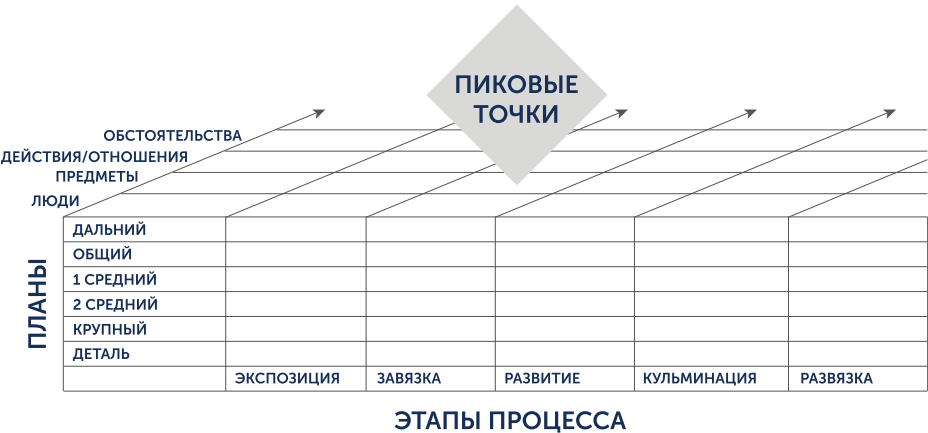 ПИКОВЫЕ
ТОЧКИ
ОБСТОЯТЕЛЬСТВА
ДЕЙСТВИЯ/ОТНОШЕНИЯ
ПРЕДМЕТЫ
ЛЮДИ
ПЛАНЫ
ДАЛЬНИЙ
ОБЩИЙ
1 СРЕДНИЙ
2 СРЕДНИЙ
КРУПНЫЙ
ДЕТАЛЬ
ЭКСПОЗИЦИЯ ЗАВЯЗКА РАЗВИТИЕ КУЛЬМИНАЦИЯ РАЗВЯЗКА
ЭТАПЫ ПРОЦЕССА